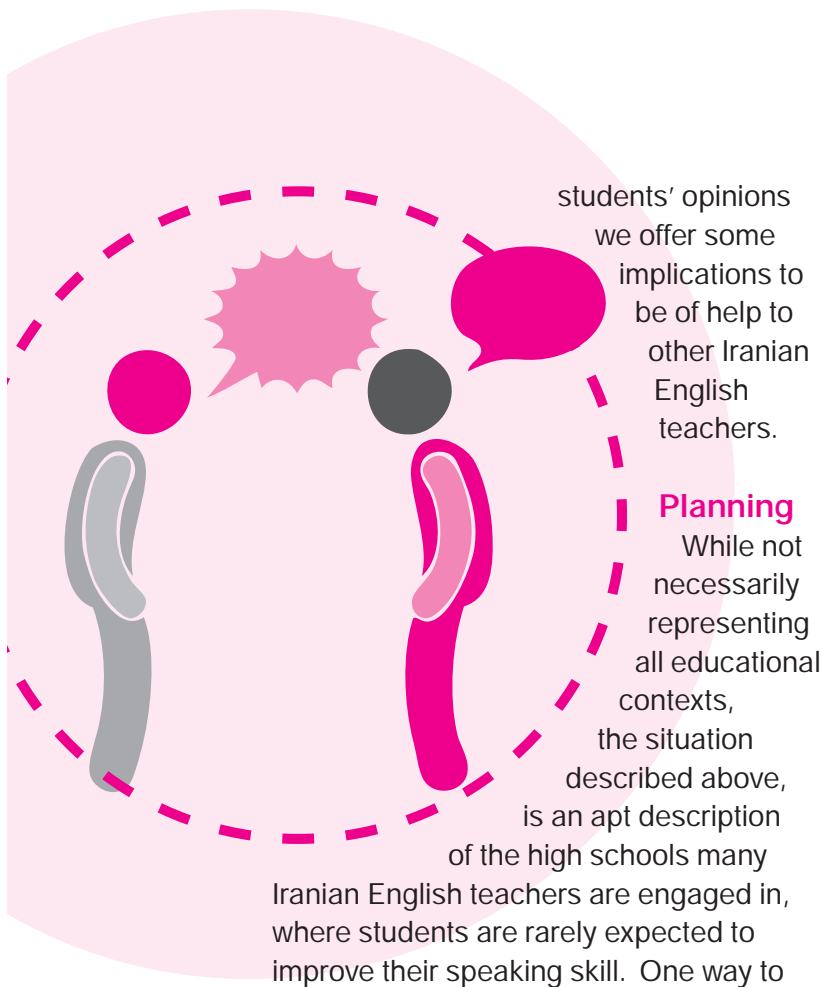 students’ opinions
we offer some
implications to
be of help to
other Iranian
English
teachers.
Planning
While not
necessarily
representing
all educational
contexts,
the situation
described above,
is an apt description
of the high schools many
Iranian English teachers are engaged in,
where students are rarely expected to
improve their speaking skill. One way to